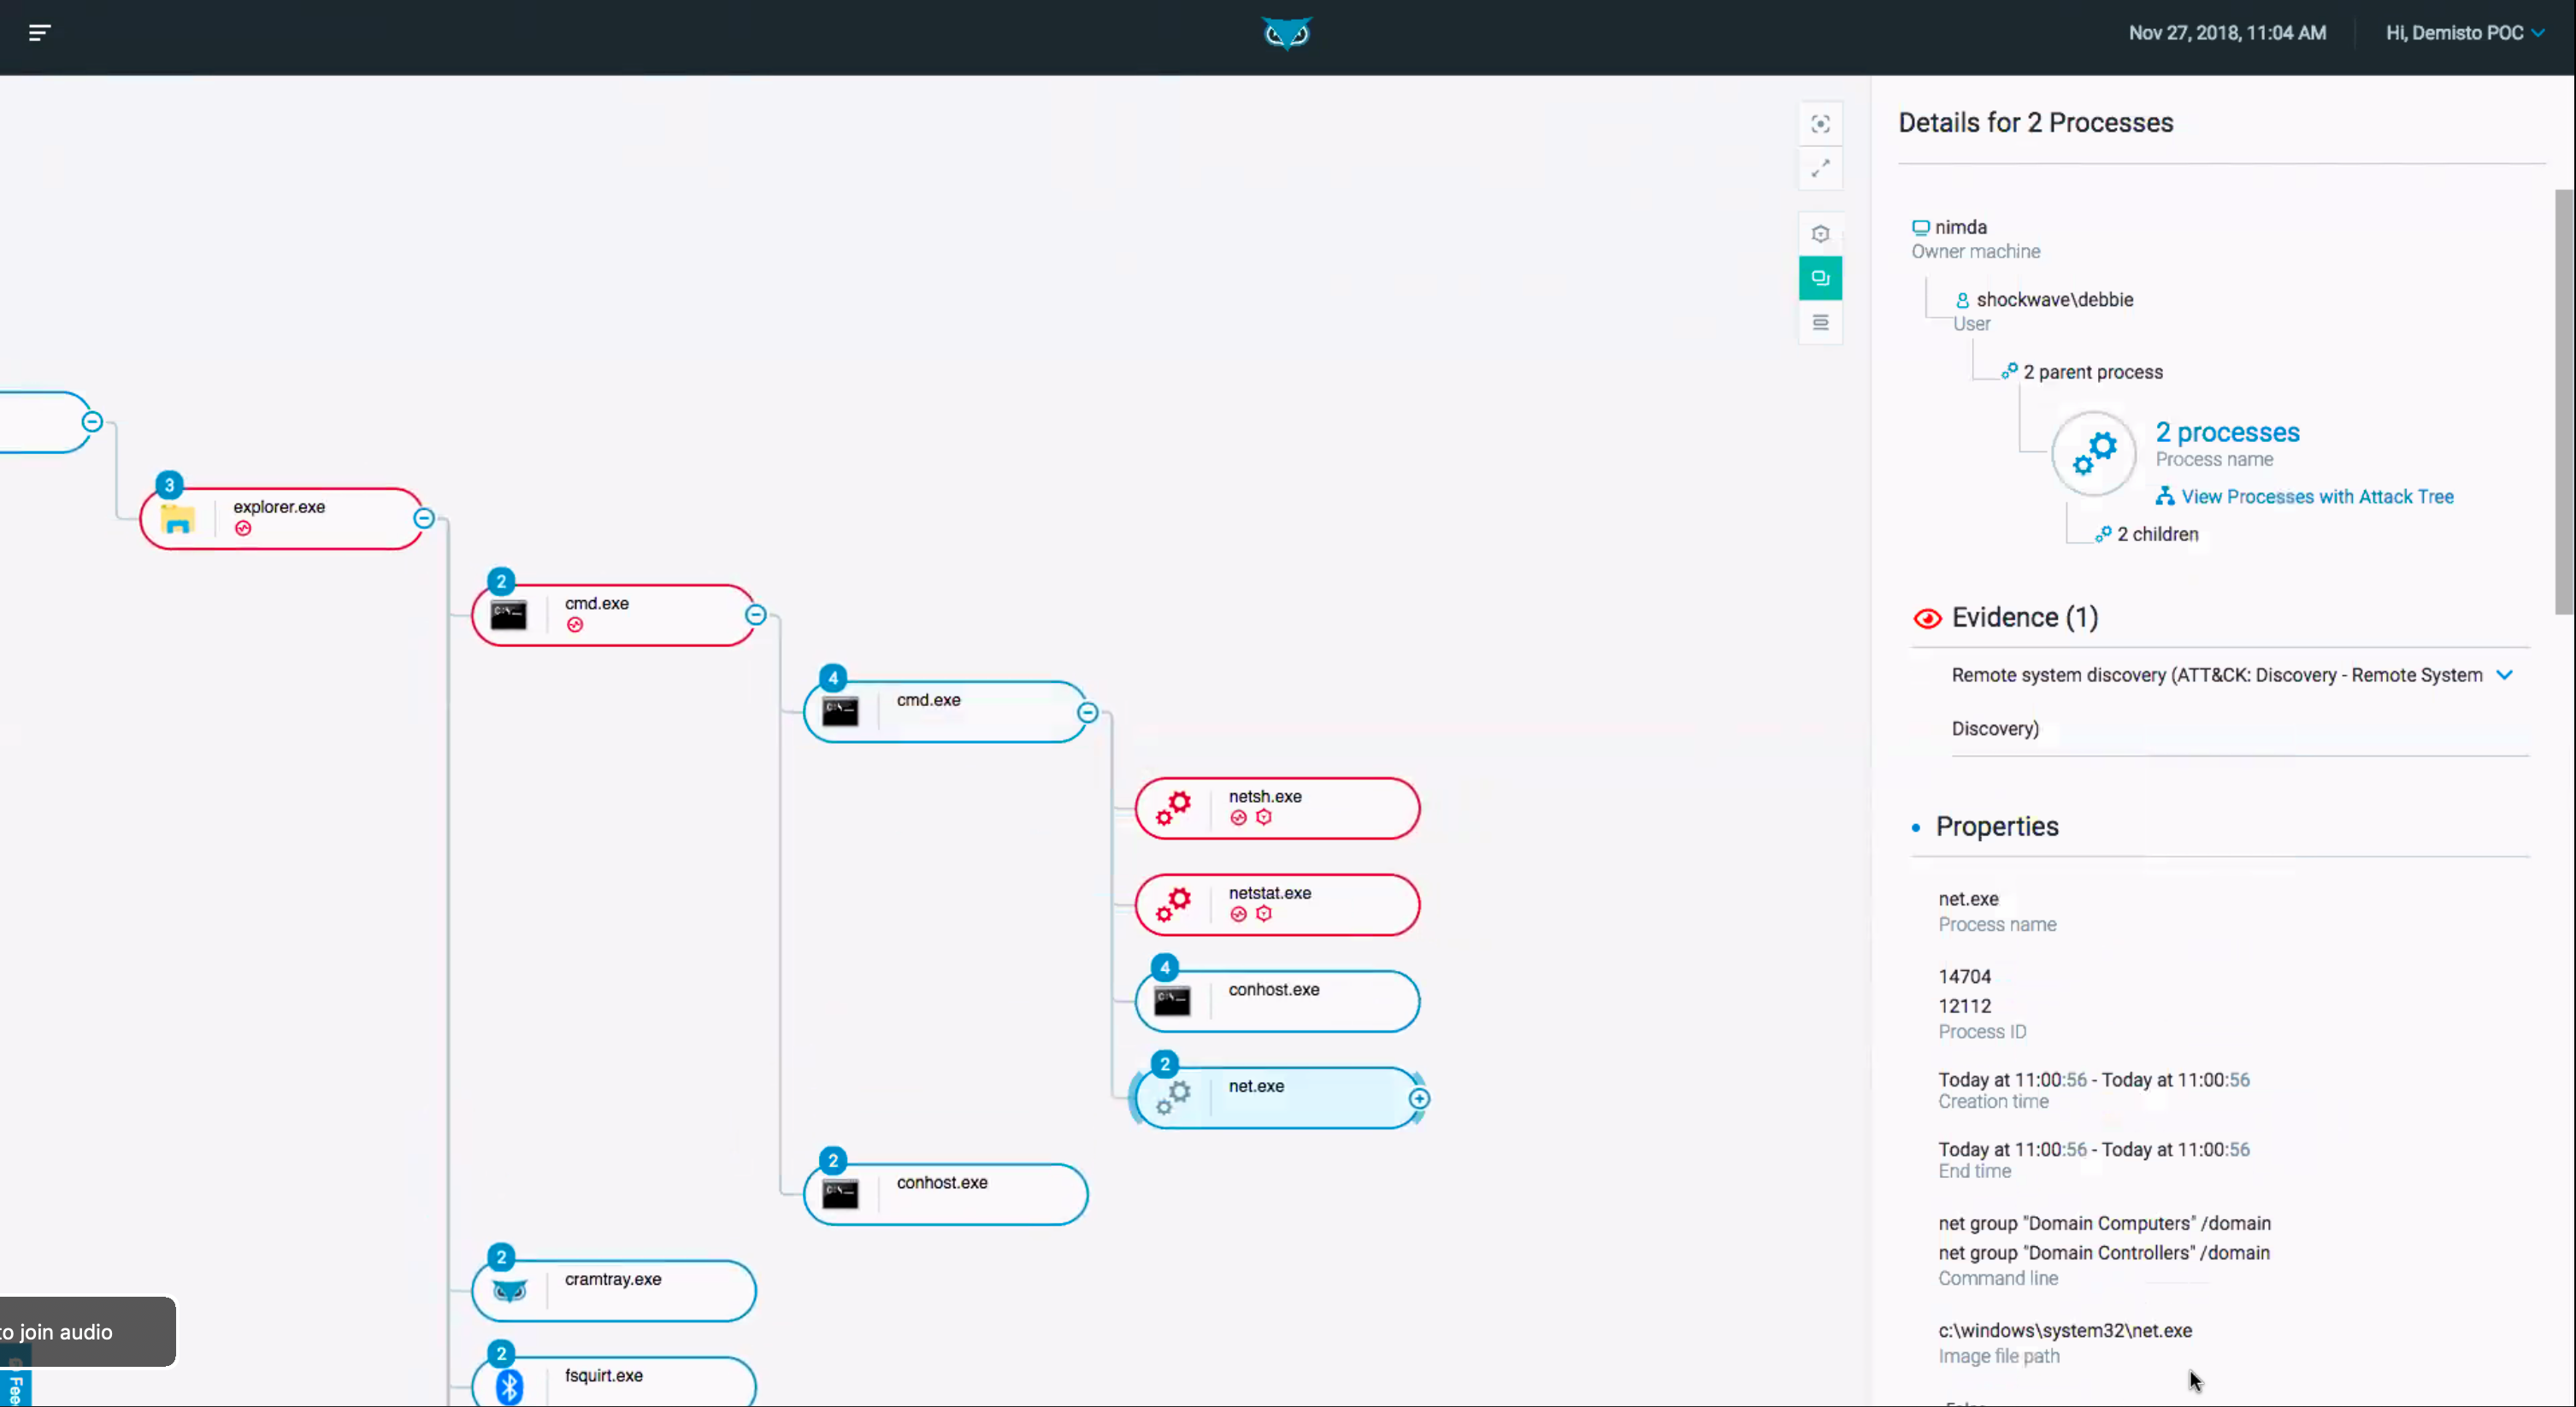 Nov 27, 2018, 11:04 AM
Hi, Demisto POC
Details for 2 Processes
nimda
Owner machine
shockwave\debbie
User
2 parent process
2 processes
Process name
View Processes with Attack Tree
2 children
Evidence (1)
Remote system discovery (ATT&CK: Discovery - Remote System
Discovery)
Properties
net.exe
Process name
14704
12112
Process ID
Today at 11:00:56 - Today at 11:00:56
Creation time
Today at 11:00:56 - Today at 11:00:56
End time
net group "Domain Computers" /domain
net group "Domain Controllers" /domain
Command line
c:\windows\system32\net.exe
Image file path
3
explorer.exe
2
cmd.exe
4
cmd.exe
netsh.exe
netstat.exe
4
conhost.exe
2
net.exe
2
conhost.exe
2
cramtray.exe
2
fsquirt.exe
to join audio
Fee